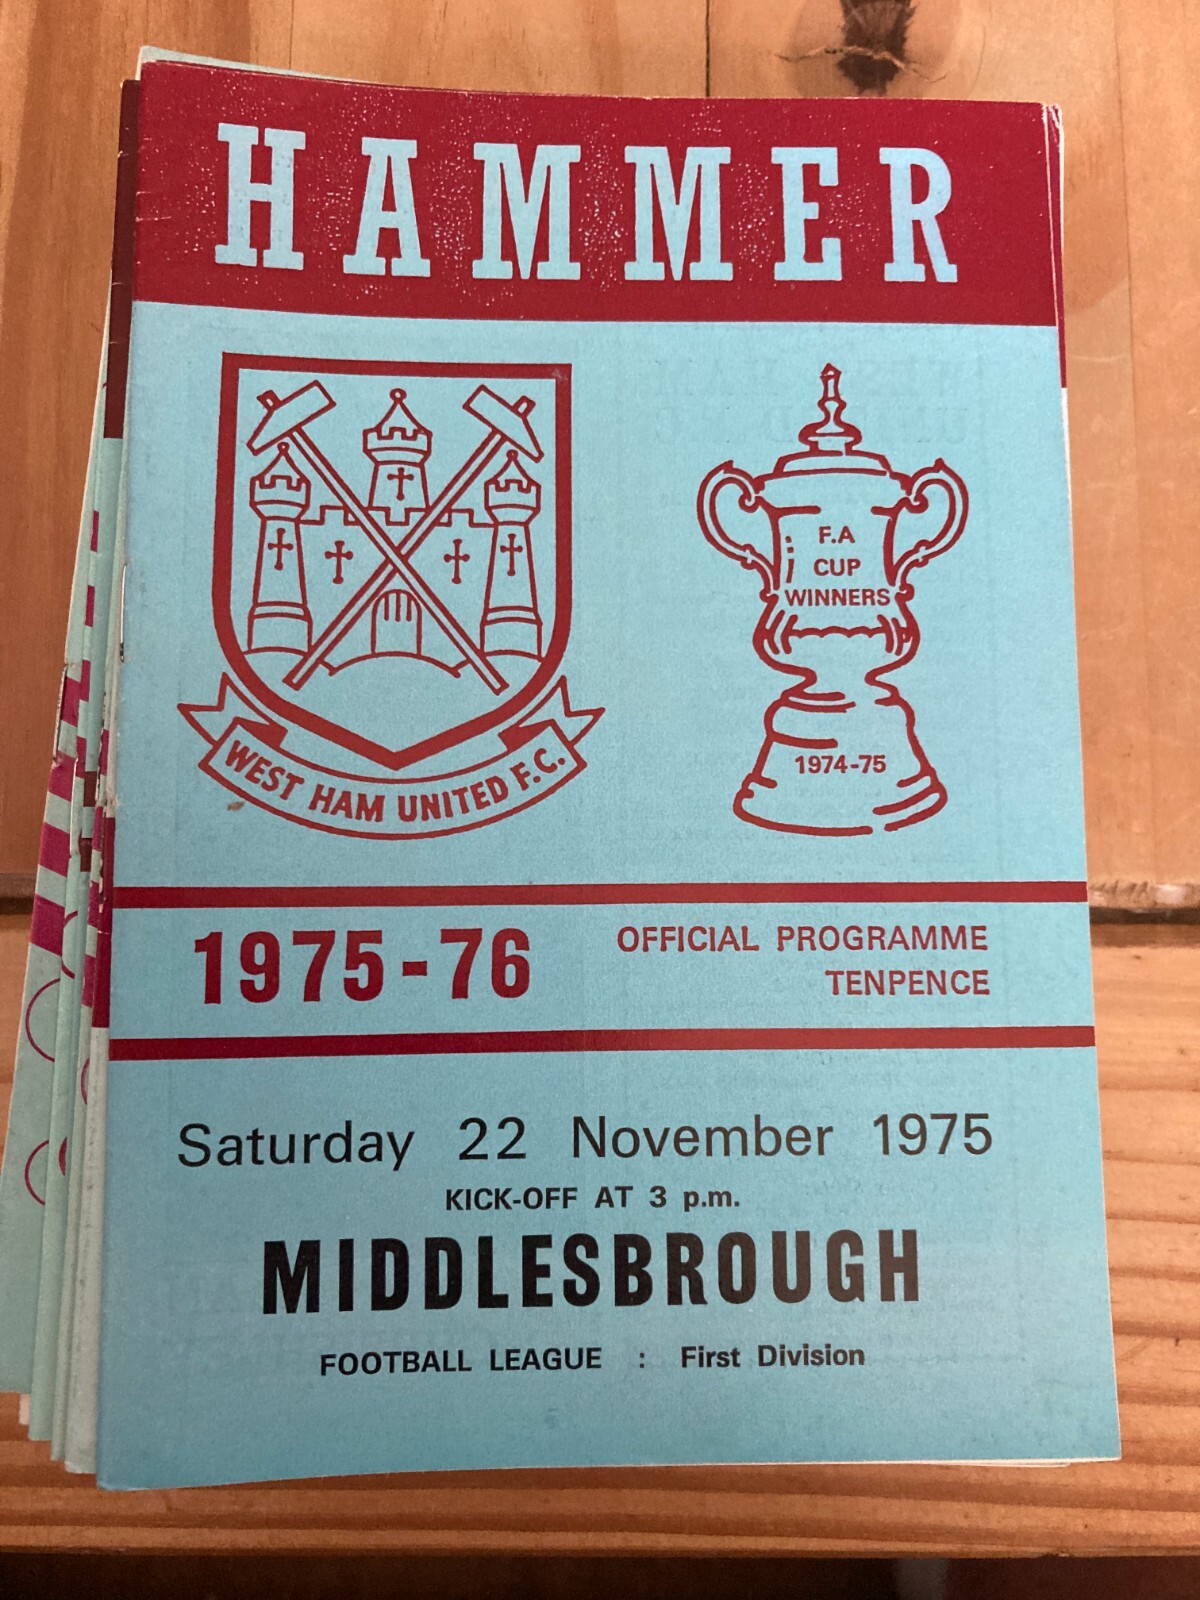 HAMMER
F.A
CUP
WINNERS
1974-75
WEST HAM UNITED F.C.
1975-76
OFFICIAL PROGRAMME
TENPENCE
Saturday 22 November 1975
KICK-OFF AT 3 p.m.
MIDDLESBROUGH
FOOTBALL LEAGUE : First Division